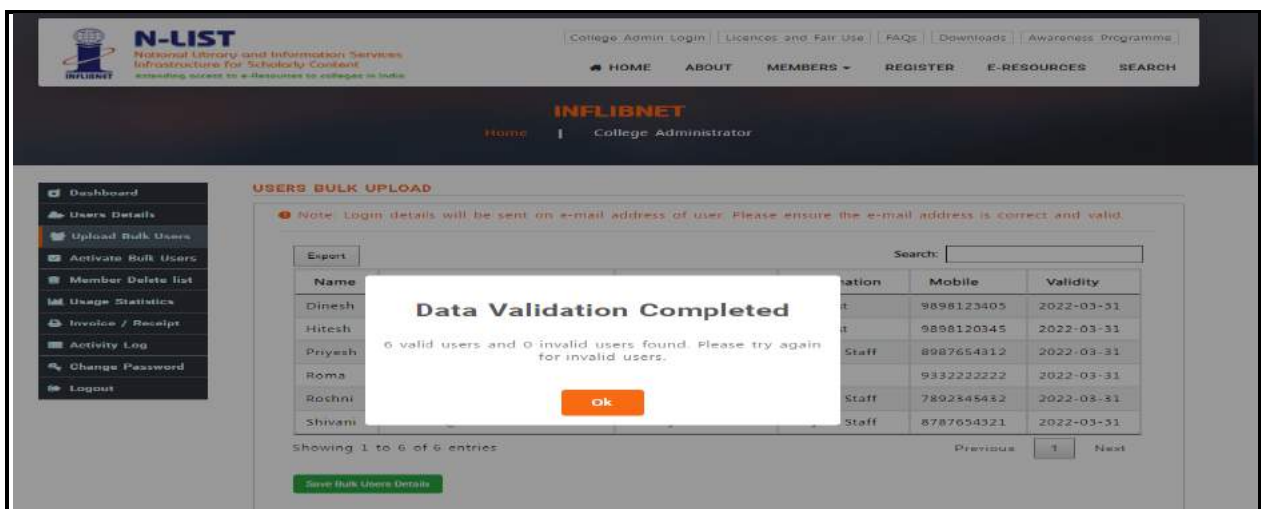 N-LIST
National Library and Information Services
Infrastructure for Scholarly Content
extending access to e-Resources to colleges in India
INFLIBNET
College Admin Login | Licences and Fair Use | FAQs | Downloads | Awareness Programme
HOME ABOUT MEMBERS REGISTER E-RESOURCES SEARCH
INFLIBNET
Home | College Administrator
Dashboard
Users Details
Upload Bulk Users
Activate Bulk Users
Member Delete list
Usage Statistics
Invoice / Receipt
Activity Log
Change Password
Logout
USERS BULK UPLOAD
Note: Login details will be sent on e-mail address of user. Please ensure the e-mail address is correct and valid.
Export Search:
Name Mobile Validity
Dinesh 9898123405 2022-03-31
Hitesh 9898120345 2022-03-31
Priyesh Staff 8987654312 2022-03-31
Roma 9332222222 2022-03-31
Roshni Staff 7892345432 2022-03-31
Shivani Staff 8787654321 2022-03-31
Data Validation Completed
6 valid users and 0 invalid users found. Please try again
for invalid users.
Ok
Showing 1 to 6 of 6 entries
Previous 1 Next
Save Bulk Users Details